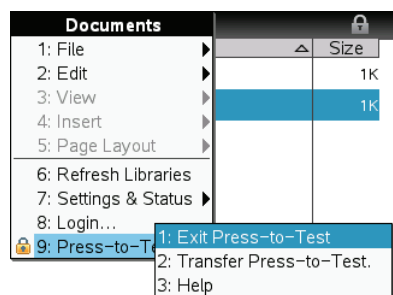 Documents
1: File
2: Edit
3: View
4: Insert
5: Page Layout
6: Refresh Libraries
7: Settings & Status
8: Login...
9: Press-to-Te
Size
1K
1K
1: Exit Press-to-Test
2: Transfer Press-to-Test.
3: Help